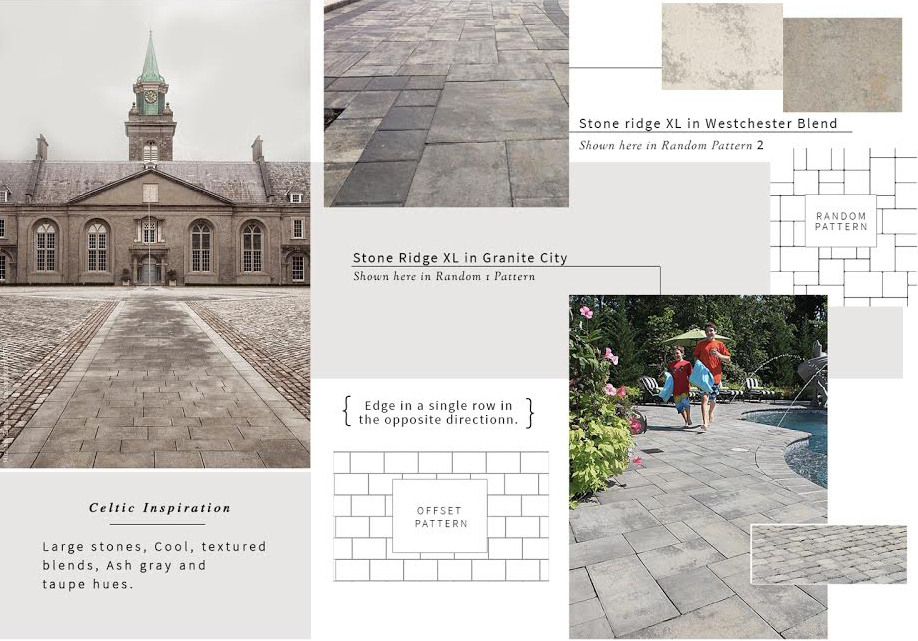 Stone ridge XL in Westchester Blend
Shown here in Random Pattern 2
RANDOM
PATTERN
Stone Ridge XL in Granite City
Shown here in Random 1 Pattern
{ Edge in a single row in
the opposite directionn. }
OFFSET
PATTERN
Celtic Inspiration
Large stones, Cool, textured
blends, Ash gray and
taupe hues.